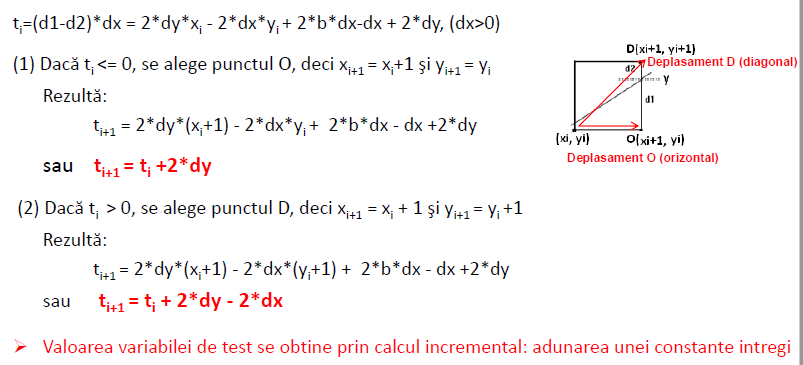 tᵢ=(d1-d2)*dx = 2*dy*xᵢ - 2*dx*yᵢ + 2*b*dx-dx + 2*dy, (dx>0)
(1) Dacă tᵢ <= 0, se alege punctul O, deci xᵢ₊₁ = xᵢ+1 şi yᵢ₊₁ = yᵢ
Rezultă:
tᵢ₊₁ = 2*dy*(xᵢ+1) - 2*dx*yᵢ + 2*b*dx - dx +2*dy
sau tᵢ₊₁ = tᵢ +2*dy
D(xi+1, yi+1)
Deplasament D (diagonal)
d2
y
d1
(xi, yi)
O(xi+1, yi)
Deplasament O (orizontal)
(2) Dacă tᵢ > 0, se alege punctul D, deci xᵢ₊₁ = xᵢ + 1 şi yᵢ₊₁ = yᵢ +1
Rezultă:
tᵢ₊₁ = 2*dy*(xᵢ+1) - 2*dx*(yᵢ+1) + 2*b*dx - dx +2*dy
sau tᵢ₊₁ = tᵢ + 2*dy - 2*dx
➤ Valoarea variabilei de test se obtine prin calcul incremental: adunarea unei constante intregi